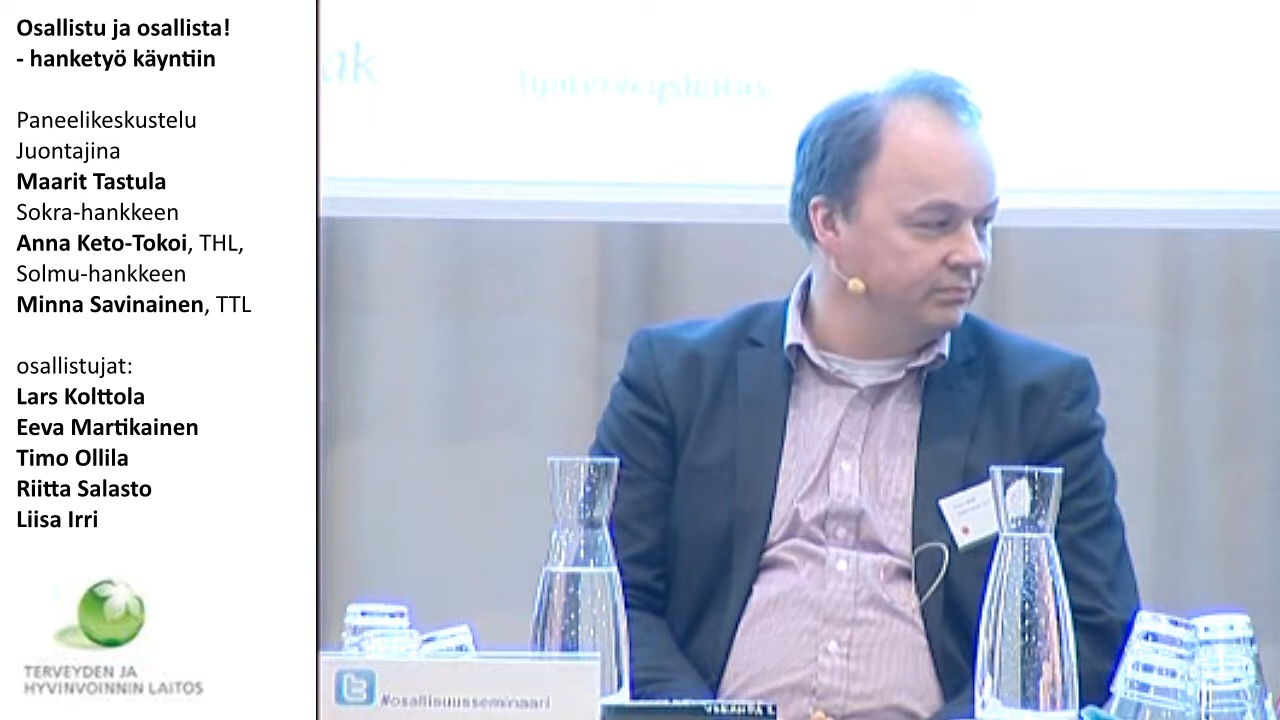 Osallistu ja osallista!
- hanketyö käyntiin
Paneelikeskustelu
Juontajina
Maarit Tastula
Sokra-hankkeen
Anna Keto-Tokoi, THL,
Solmu-hankkeen
Minna Savinainen, TTL
osallistujat:
Lars Kolttola
Eeva Martikainen
Timo Ollila
Riitta Salasto
Liisa Irri
TERVEYDEN JA
HYVINVOINNIN LAITOS
#osallisuusseminaari